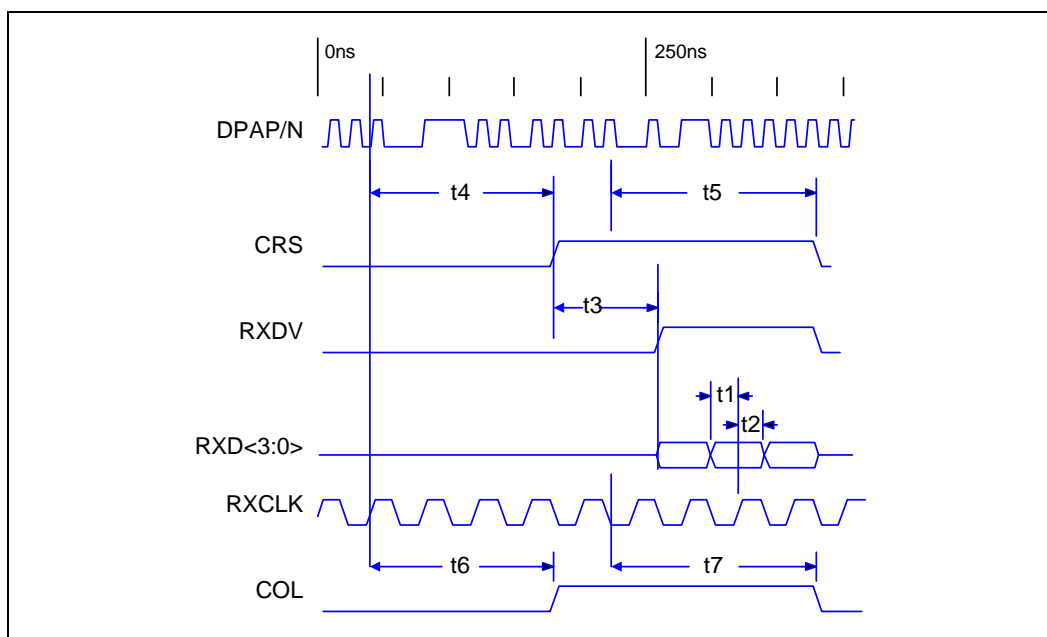 0ns 250ns
DPAP/N
t4 t5
CRS
t3
RXDV
t1
t2
RXD<3:0>
RXCLK
t6 t7
COL